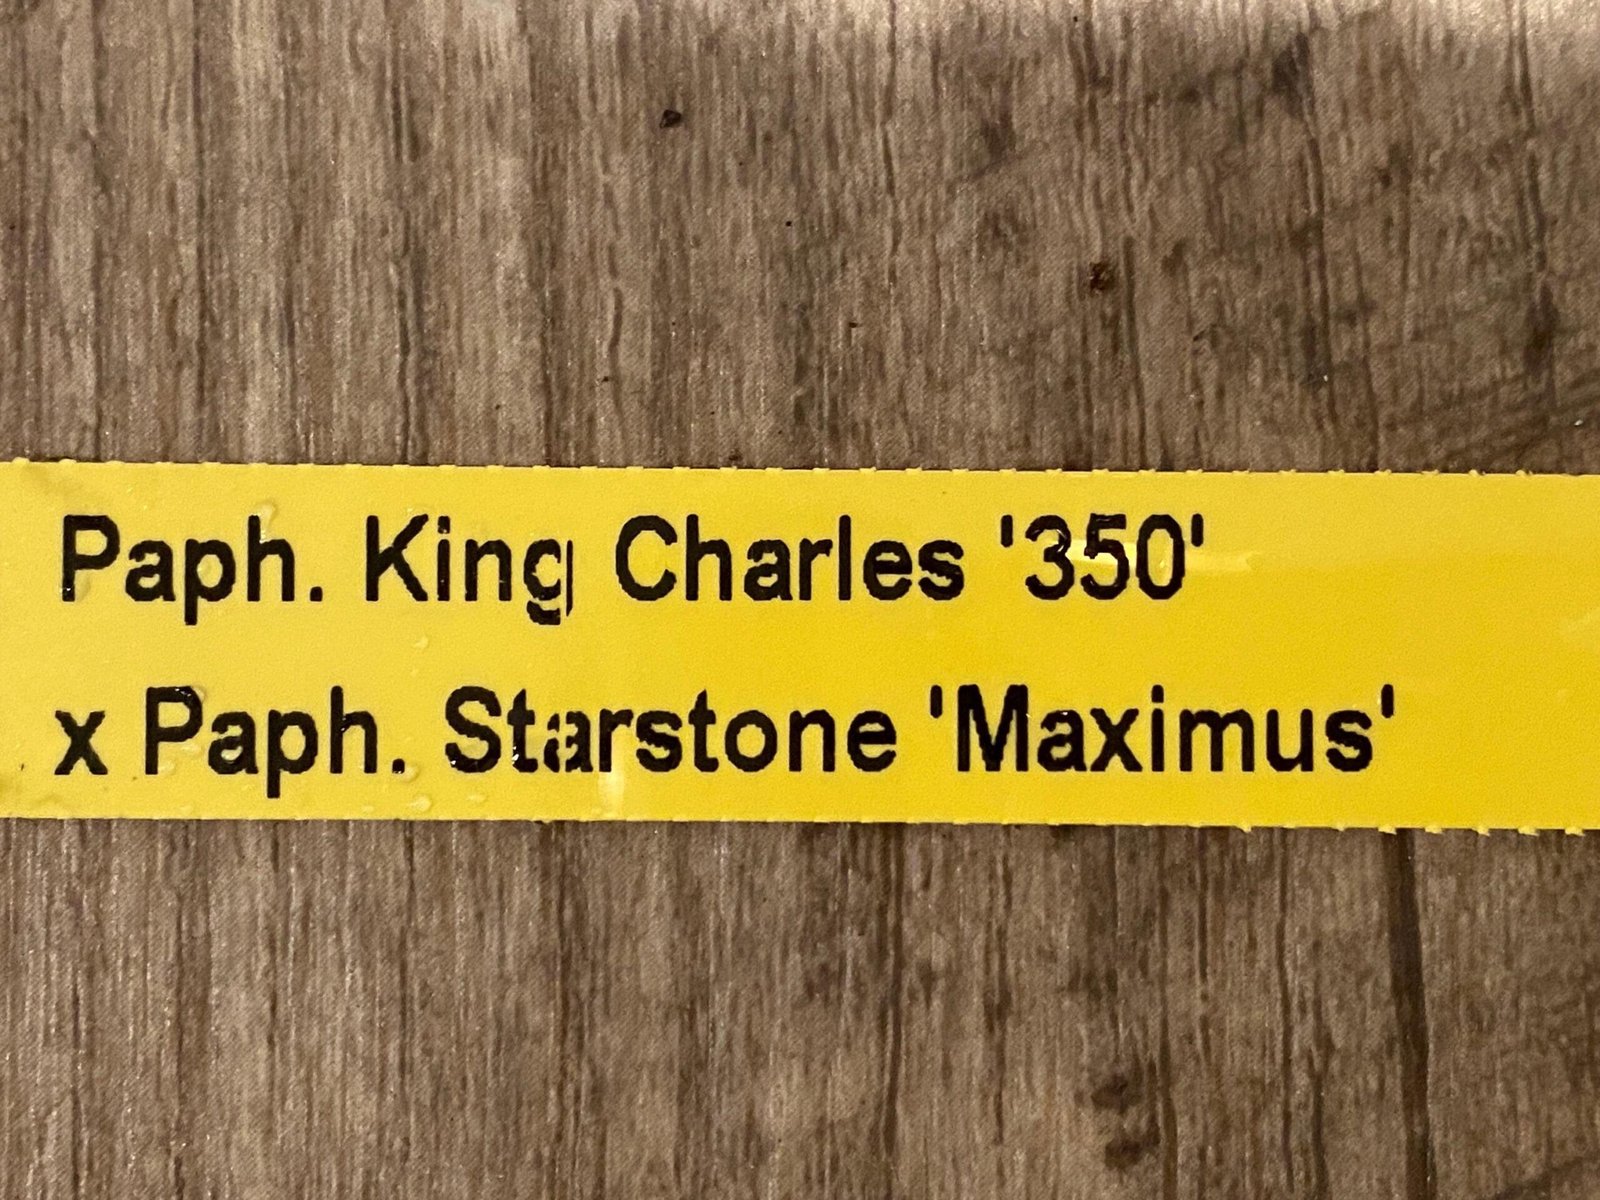 Paph. King Charles '350'
x Paph. Starstone 'Maximus'